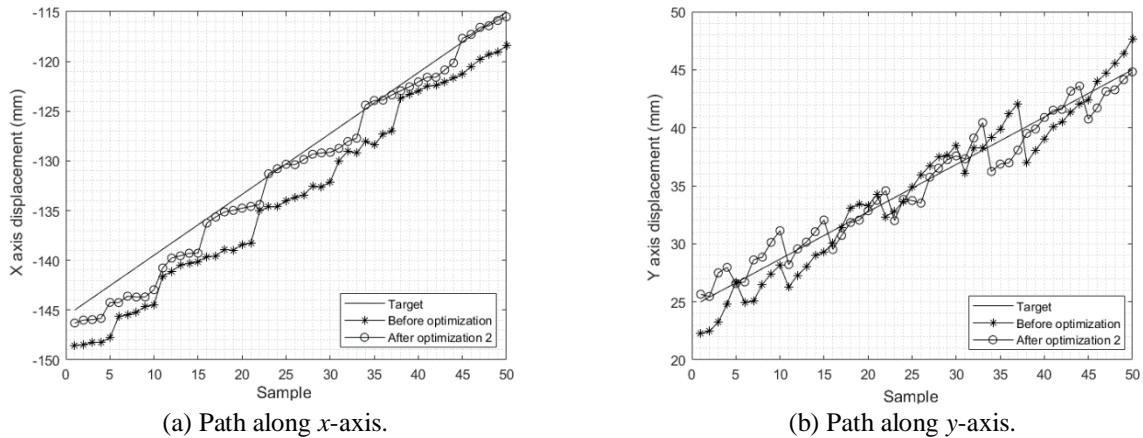 -115
-120
-125
-130
-135
-140
-145
-150
X axis displacement (mm)
Target
Before optimization
After optimization 2
0 5 10 15 20 25 30 35 40 45 50
Sample
(a) Path along x-axis.
50
45
40
35
30
25
20
Y axis displacement (mm)
Target
Before optimization
After optimization 2
0 5 10 15 20 25 30 35 40 45 50
Sample
(b) Path along y-axis.